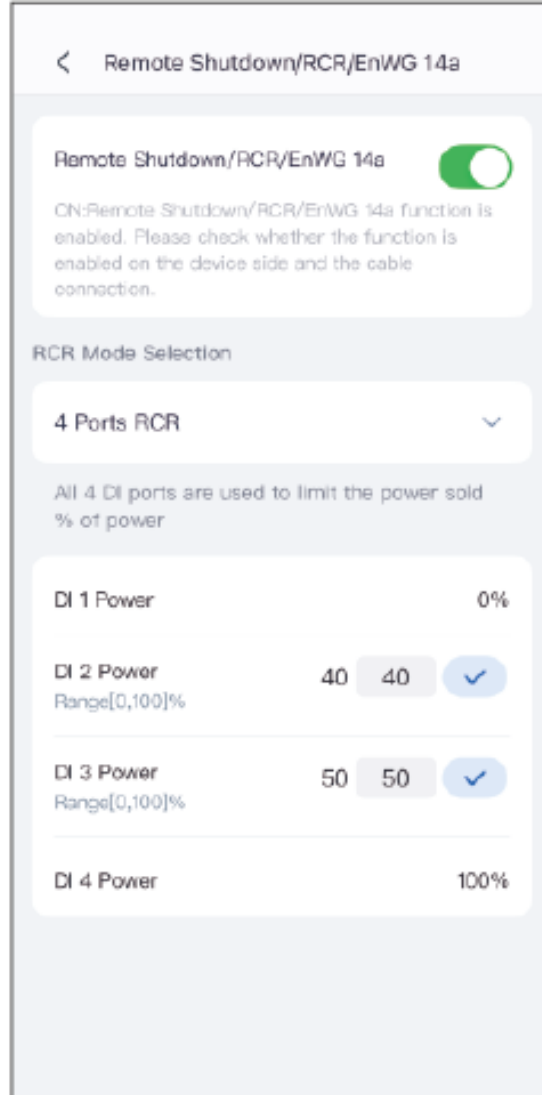 Remote Shutdown/RCR/EnWG 14a
Remote Shutdown/RCR/EnWG 14a
ON:Remote Shutdown/RCR/EnWG 14a function is
enabled. Please check whether the function is
enabled on the device side and the cable
connection.
RCR Mode Selection
4 Ports RCR
All 4 DI ports are used to limit the power sold
% of power
DI 1 Power 0%
DI 2 Power 40 40
Range[0,100]%
DI 3 Power 50 50
Range[0,100]%
DI 4 Power 100%